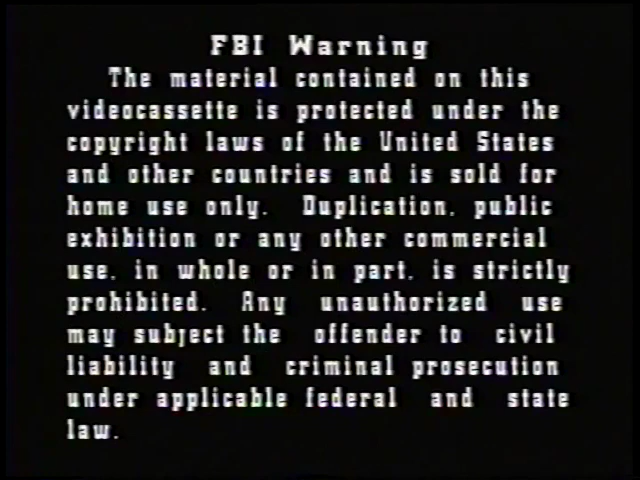 FBI Warning
The material contained on this
videocassette is protected under the
copyright laws of the United States
and other countries and is sold for
home use only. Duplication, public
exhibition or any other commercial
use, in whole or in part, is strictly
prohibited. Any unauthorized use
may subject the offender to civil
liability and criminal prosecution
under applicable federal and state
law.